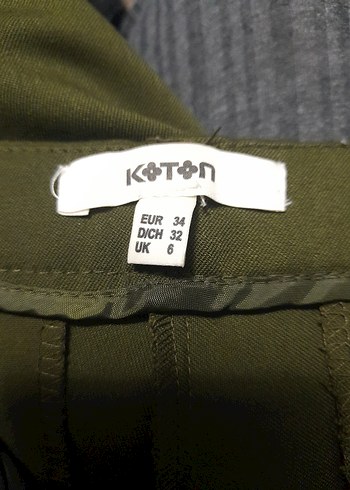 KOTON
EUR 34
D/CH 32
UK 6